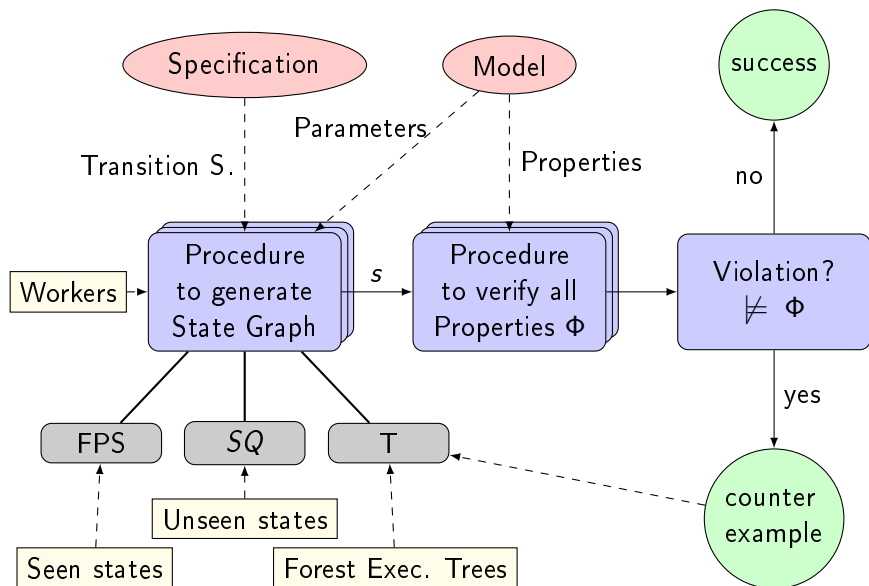 Specification
Model
success
Parameters
Transition S.
Properties
no
Procedure
to generate
State Graph
s
Procedure
to verify all
Properties Φ
Violation?
⊭ Φ
Workers
yes
FPS
SQ
T
counter
example
Unseen states
Seen states
Forest Exec. Trees